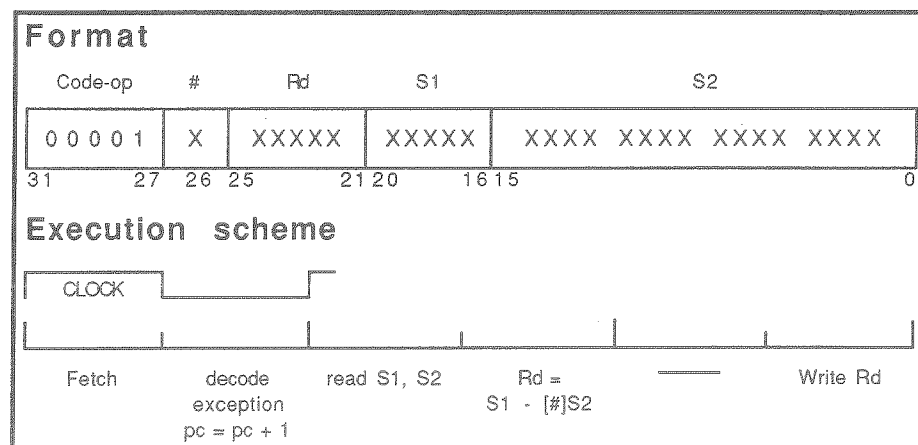 Format
Code-op # Rd S1 S2
0 0 0 0 1 X XXXXX XXXXX XXXX XXXX XXXX XXXX
31 27 26 25 21 20 16 15 0
Execution scheme
CLOCK
Fetch decode read S1, S2 Rd = Write Rd
exception S1 - [#]S2
pc = pc + 1